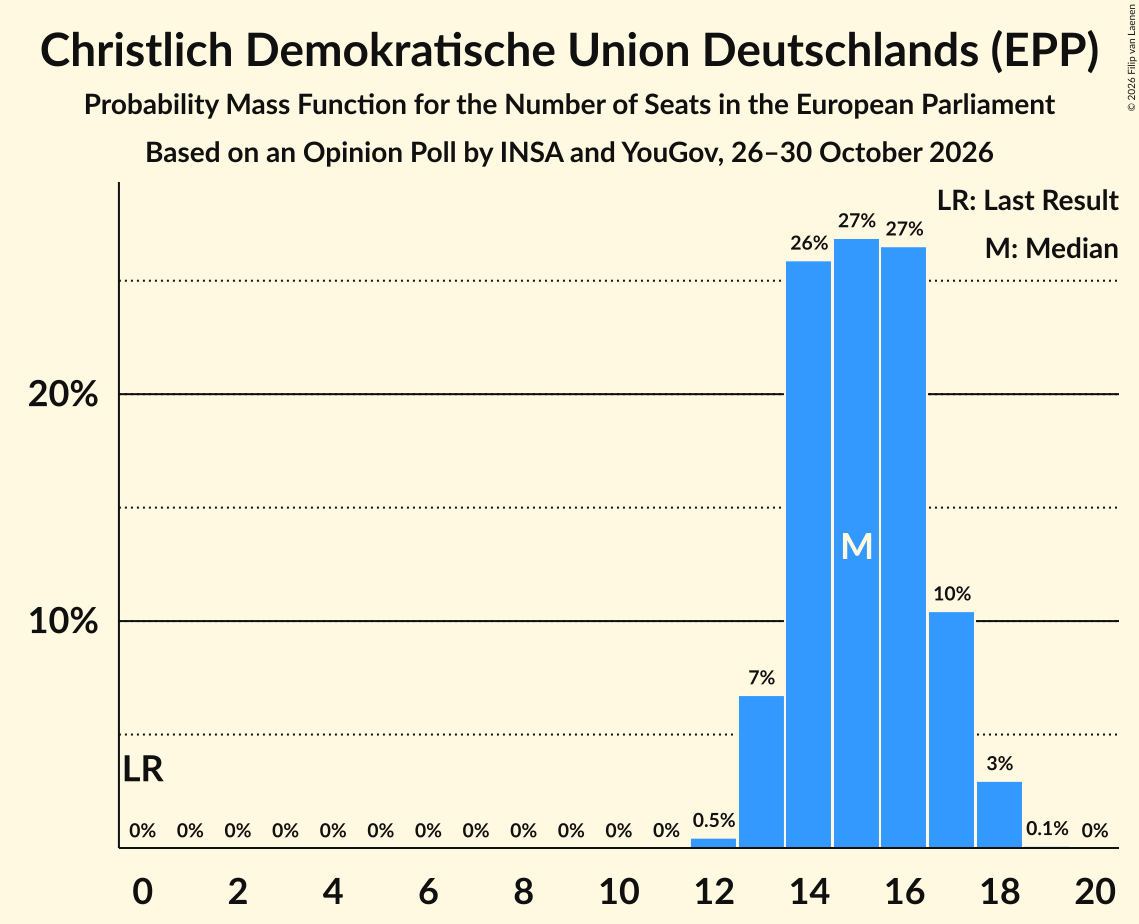 Christlich Demokratische Union Deutschlands (EPP)
Probability Mass Function for the Number of Seats in the European Parliament
Based on an Opinion Poll by INSA and YouGov, 26–30 October 2026
© 2026 Filip van Laenen
LR: Last Result
M: Median
26% 27% 27%
20%
M
10%
10%
7%
LR
3%
0% 0% 0% 0% 0% 0% 0% 0% 0% 0% 0% 0% 0.5% 0.1% 0%
0 2 4 6 8 10 12 14 16 18 20